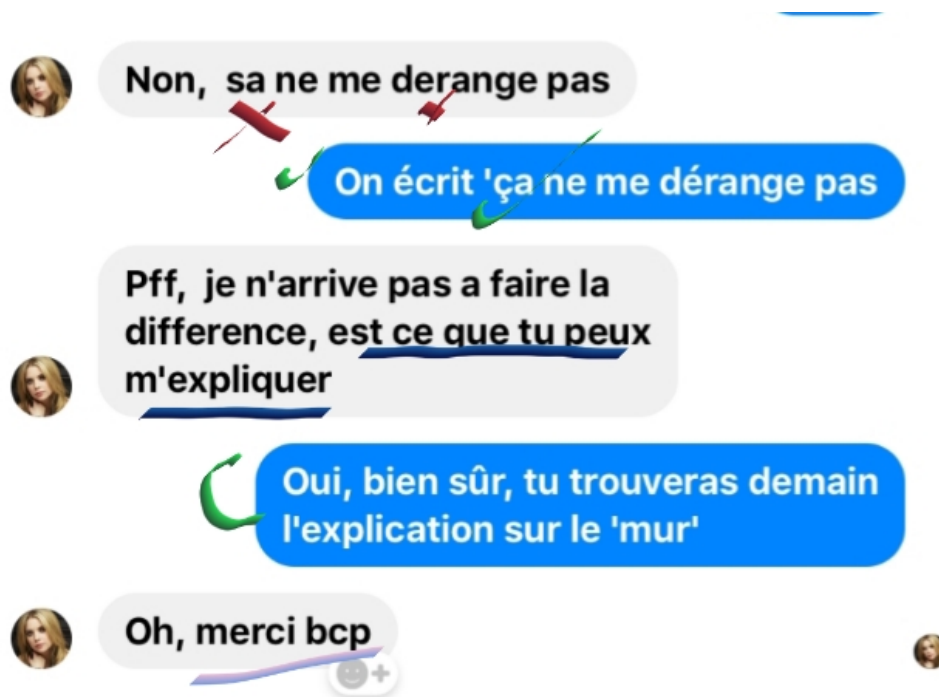 Non, sa ne me derange pas
On écrit 'ça ne me dérange pas
Pff, je n'arrive pas a faire la
difference, est ce que tu peux
m'expliquer
Oui, bien sûr, tu trouveras demain
l'explication sur le 'mur'
Oh, merci bcp